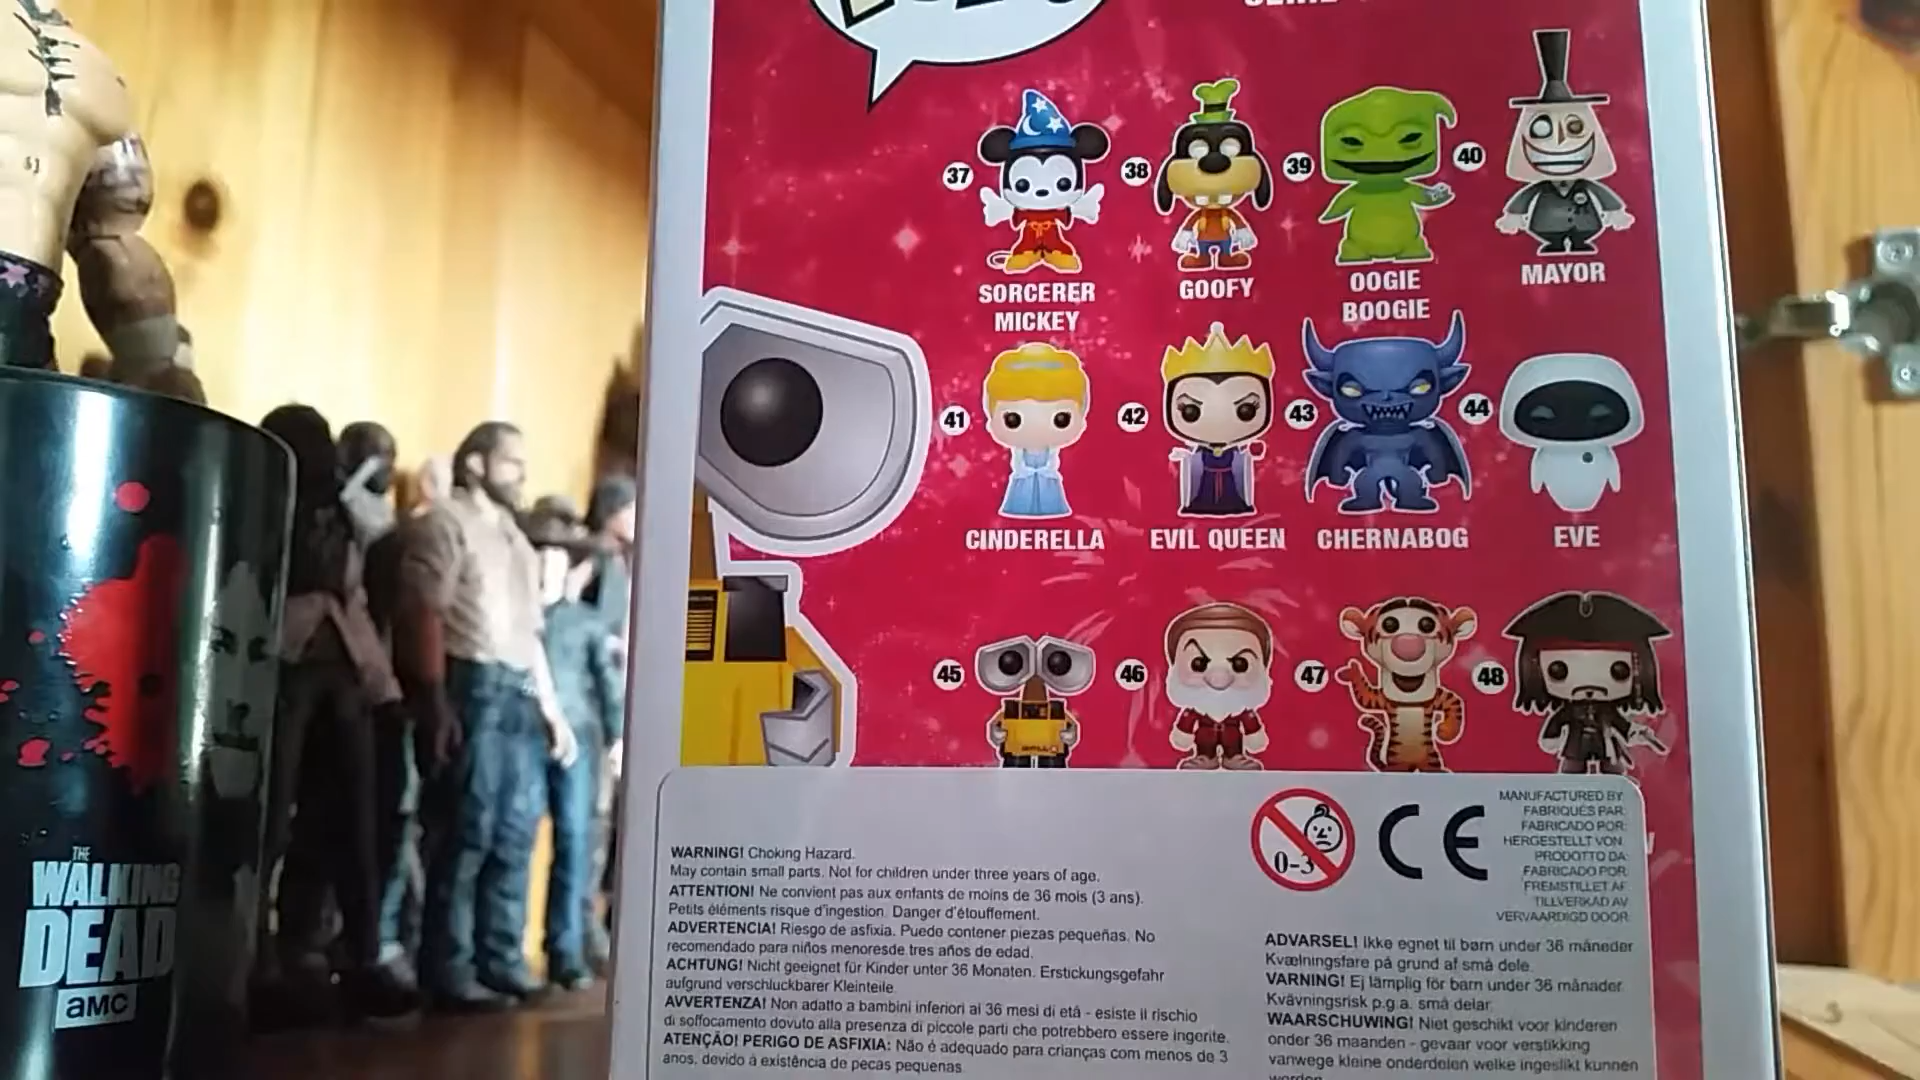 37
38
39
40
SORCERER
MICKEY
GOOFY
OOGIE
BOOGIE
MAYOR
41
42
43
44
CINDERELLA
EVIL QUEEN
CHERNABOG
EVE
45
46
47
48
THE
WALKING
DEAD
aMC
0-3
CE
MANUFACTURED BY:
FABRIQUÉS PAR:
FABRICADO POR:
HERGESTELLT VON:
PRODOTTO DA:
FABRICADO POR:
FREMSTILLET AF
TILLVERKAD AV
VERVAARDIGD DOOR:
WARNING! Choking Hazard.
May contain small parts. Not for children under three years of age.
ATTENTION! Ne convient pas aux enfants de moins de 36 mois (3 ans).
Petits éléments risque d'ingestion. Danger d'étouffement.
ADVERTENCIA! Riesgo de asfixia. Puede contener piezas pequeñas. No
recomendado para niños menoresde tres años de edad.
ACHTUNG! Nicht geeignet für Kinder unter 36 Monaten. Erstickungsgefahr
aufgrund verschluckbarer Kleinteile.
AVVERTENZA! Non adatto a bambini inferiori ai 36 mesi di etá - esiste il rischio
di soffocamento dovuto alla presenza di piccole parti che potrebbero essere ingerite.
ATENÇÃO! PERIGO DE ASFIXIA: Não é adequado para crianças com menos de 3
anos, devido à existência de pecas pequenas
ADVARSEL! Ikke egnet til børn under 36 måneder
Kvælningsfare på grund af små dele.
VARNING! Ej lämplig för barn under 36 månader
Kvävningsrisk p.g.a. små delar.
WAARSCHUWING! Niet geschikt voor kinderen
onder 36 maanden - gevaar voor verstikking
vanwege kleine onderdelen welke ingeslikt kunnen
worden